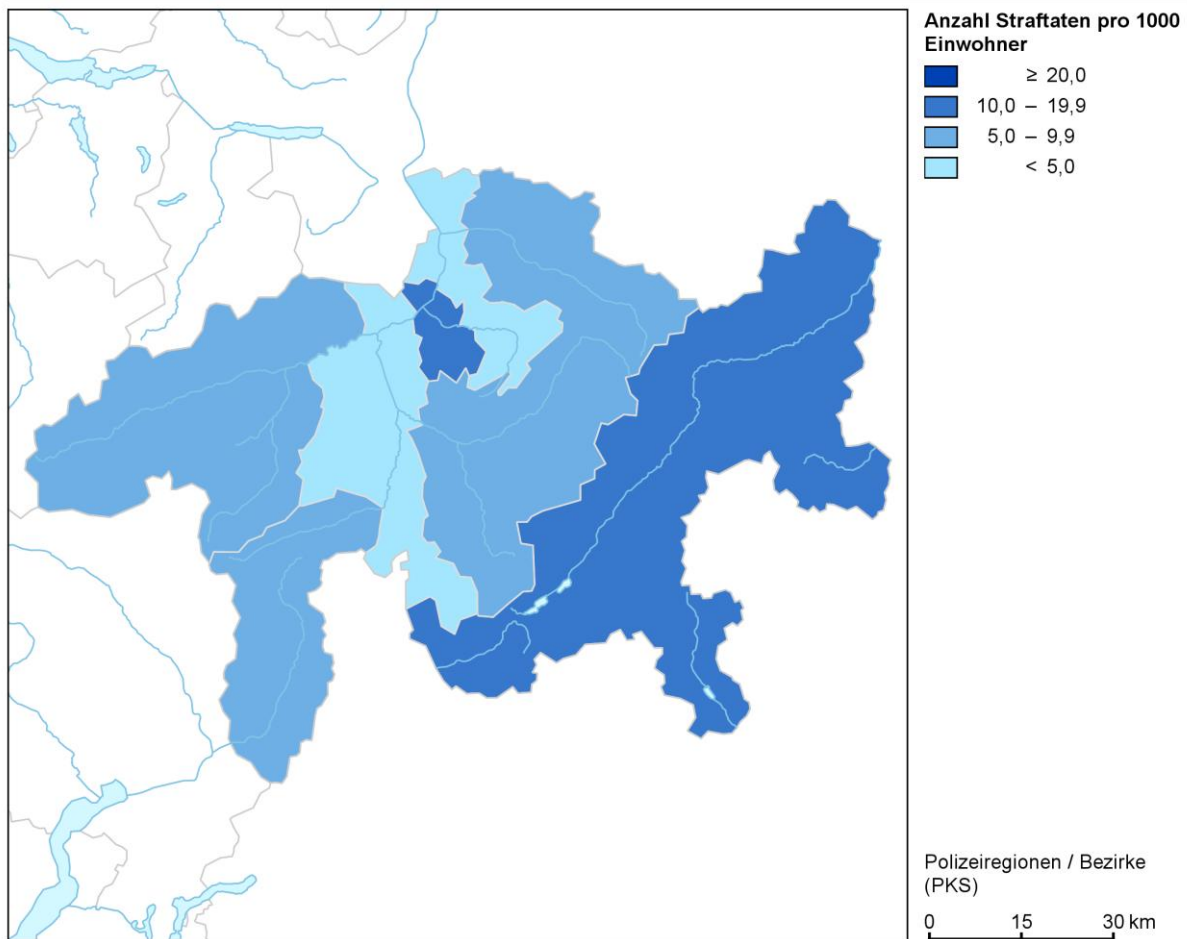 Anzahl Straftaten pro 1000
Einwohner
≥ 20,0
10,0 – 19,9
5,0 – 9,9
< 5,0
Polizeiregionen / Bezirke
(PKS)
0 15 30 km